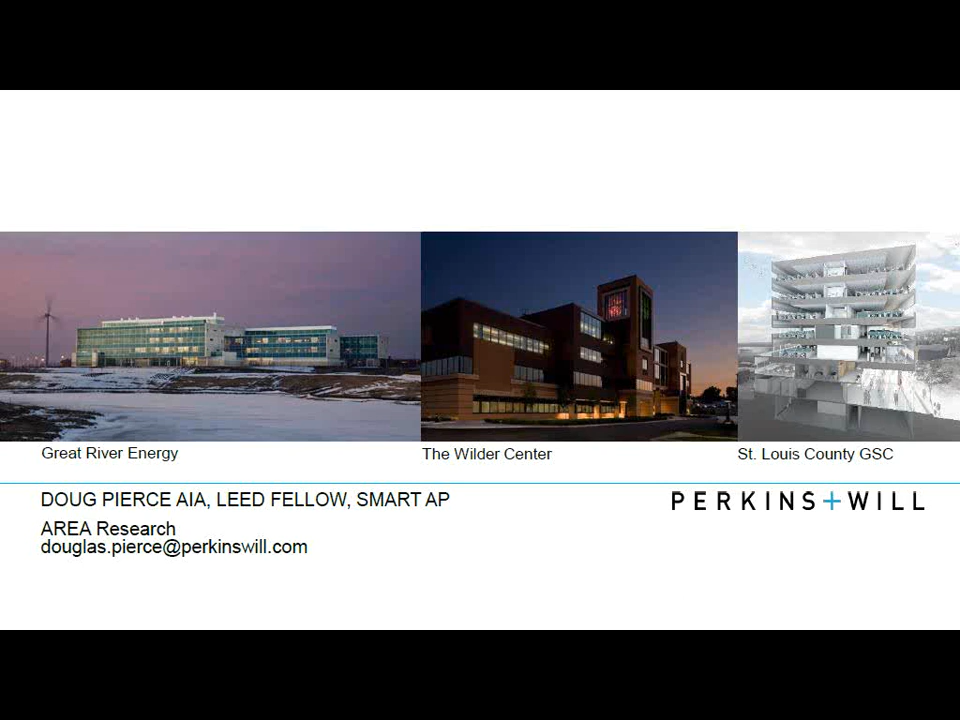 Great River Energy
The Wilder Center
St. Louis County GSC
DOUG PIERCE AIA, LEED FELLOW, SMART AP
PERKINS+WILL
AREA Research
douglas.pierce@perkinswill.com